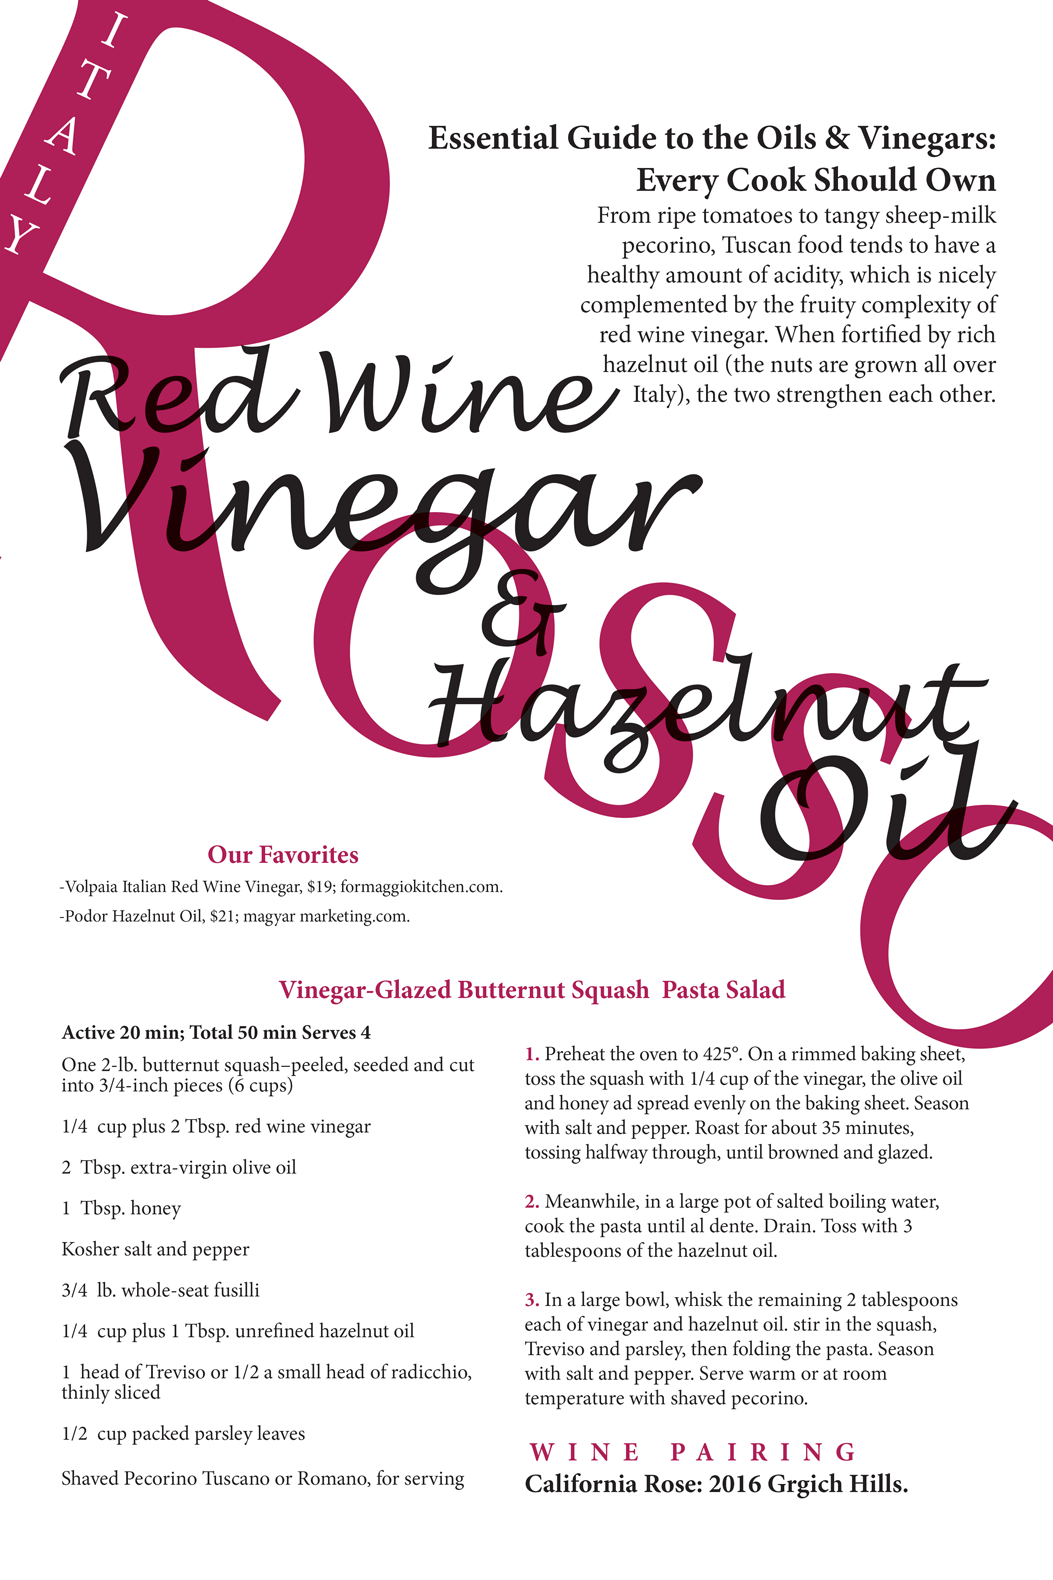 ITALY
Essential Guide to the Oils & Vinegars:
Every Cook Should Own
From ripe tomatoes to tangy sheep-milk
pecorino, Tuscan food tends to have a
healthy amount of acidity, which is nicely
complemented by the fruity complexity of
red wine vinegar. When fortified by rich
hazelnut oil (the nuts are grown all over
Italy), the two strengthen each other.
ROSSO
Red Wine
Vinegar
&
Hazelnut
Oil
Our Favorites
-Volpaia Italian Red Wine Vinegar, $19; formaggiokitchen.com.
-Podor Hazelnut Oil, $21; magyar marketing.com.
Vinegar-Glazed Butternut Squash  Pasta Salad
Active 20 min; Total 50 min Serves 4
One 2-lb. butternut squash–peeled, seeded and cut
into 3/4-inch pieces (6 cups)
1/4  cup plus 2 Tbsp. red wine vinegar
2  Tbsp. extra-virgin olive oil
1  Tbsp. honey
Kosher salt and pepper
3/4  lb. whole-seat fusilli
1/4  cup plus 1 Tbsp. unrefined hazelnut oil
1  head of Treviso or 1/2 a small head of radicchio,
thinly sliced
1/2  cup packed parsley leaves
Shaved Pecorino Tuscano or Romano, for serving
1. Preheat the oven to 425°. On a rimmed baking sheet,
toss the squash with 1/4 cup of the vinegar, the olive oil
and honey ad spread evenly on the baking sheet. Season
with salt and pepper. Roast for about 35 minutes,
tossing halfway through, until browned and glazed.
2. Meanwhile, in a large pot of salted boiling water,
cook the pasta until al dente. Drain. Toss with 3
tablespoons of the hazelnut oil.
3. In a large bowl, whisk the remaining 2 tablespoons
each of vinegar and hazelnut oil. stir in the squash,
Treviso and parsley, then folding the pasta. Season
with salt and pepper. Serve warm or at room
temperature with shaved pecorino.
WINE PAIRING
California Rose: 2016 Grgich Hills.